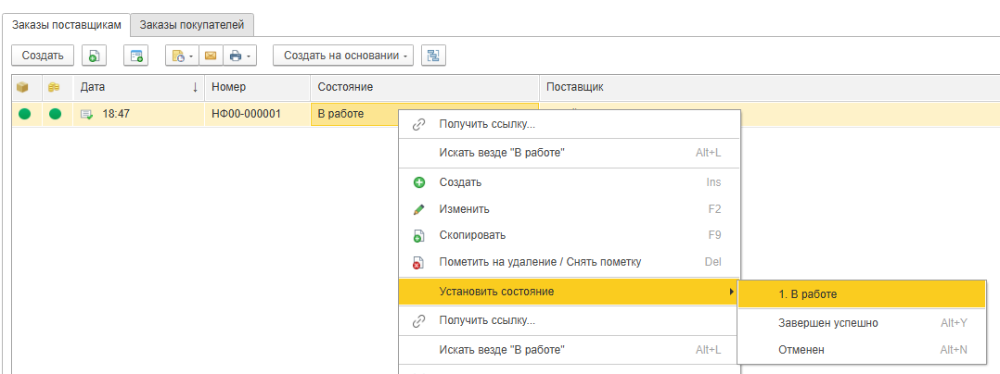 Заказы поставщикам Заказы покупателей
Создать Создать на основании
Дата ↓ Номер Состояние Поставщик
18:47 НФ00-000001 В работе
Получить ссылку...
Искать везде "В работе" Alt+L
Создать Ins
Изменить F2
Скопировать F9
Пометить на удаление / Снять пометку Del
Установить состояние
1. В работе
Получить ссылку...
Завершен успешно Alt+Y
Искать везде "В работе" Alt+L
Отменен Alt+N